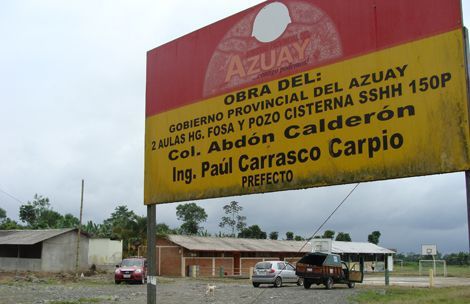 AZUAY
OBRA DEL:
GOBIERNO PROVINCIAL DEL AZUAY
2 AULAS HG. FOSA Y POZO CISTERNA SSHH 150P
Col. Abdón Calderón
Ing. Paúl Carrasco Carpio
PREFECTO